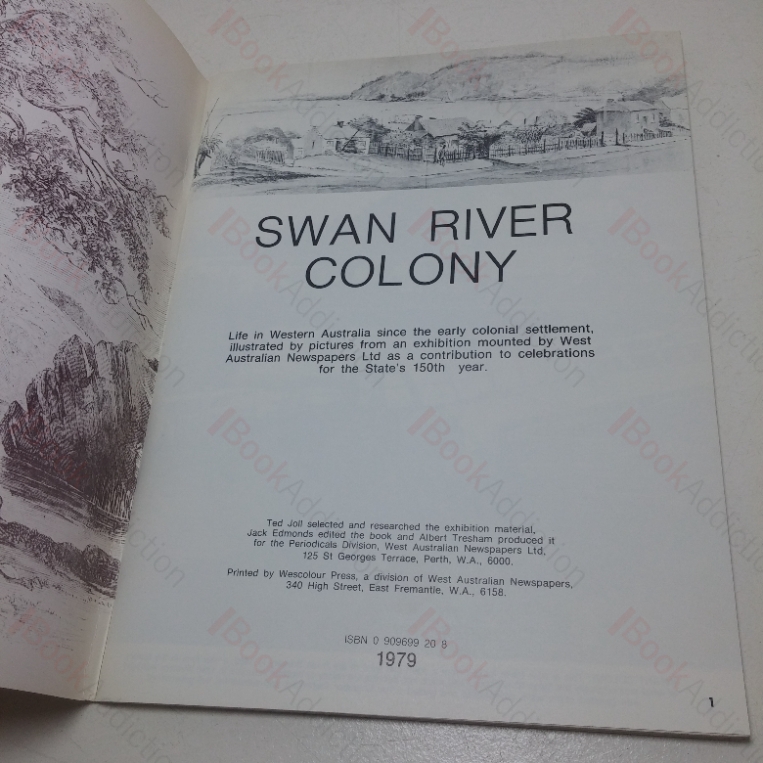 SWAN RIVER
COLONY
Life in Western Australia since the early colonial settlement,
illustrated by pictures from an exhibition mounted by West
Australian Newspapers Ltd as a contribution to celebrations
for the State's 150th year.
Ted Joll selected and researched the exhibition material,
Jack Edmonds edited the book and Albert Tresham produced it
for the Periodicals Division, West Australian Newspapers Ltd,
125 St Georges Terrace, Perth, W.A., 6000.
Printed by Wescolour Press, a division of West Australian Newspapers,
340 High Street, East Fremantle, W.A., 6158.
ISBN 0 909699 20 8
1979
1
BookAddiction